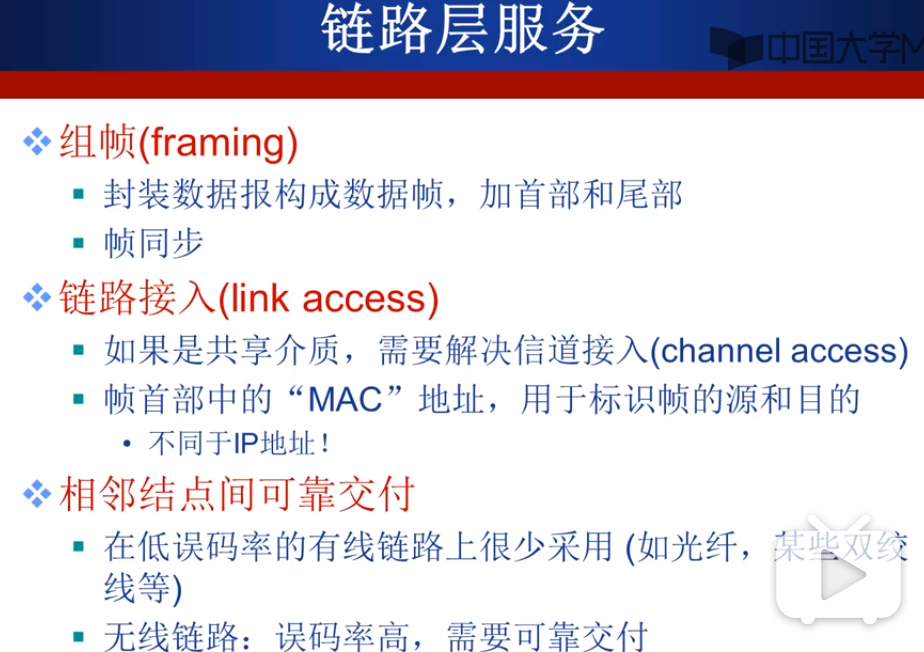 链路层服务
中国大学M
组帧(framing)
封装数据报构成数据帧，加首部和尾部
帧同步
链路接入(link access)
如果是共享介质，需要解决信道接入(channel access)
帧首部中的“MAC”地址，用于标识帧的源和目的
不同于IP地址！
相邻结点间可靠交付
在低误码率的有线链路上很少采用 (如光纤，某些双绞
线等)
无线链路：误码率高，需要可靠交付